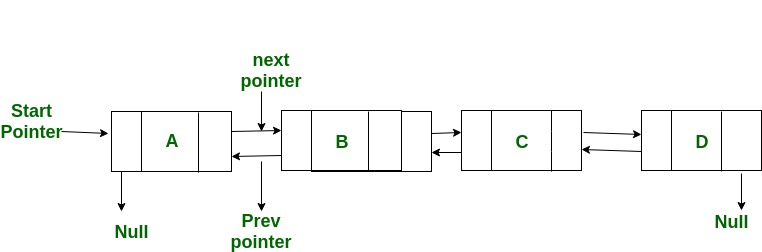 next
pointer
Start
Pointer
A
B
C
D
Null
Prev
pointer
Null